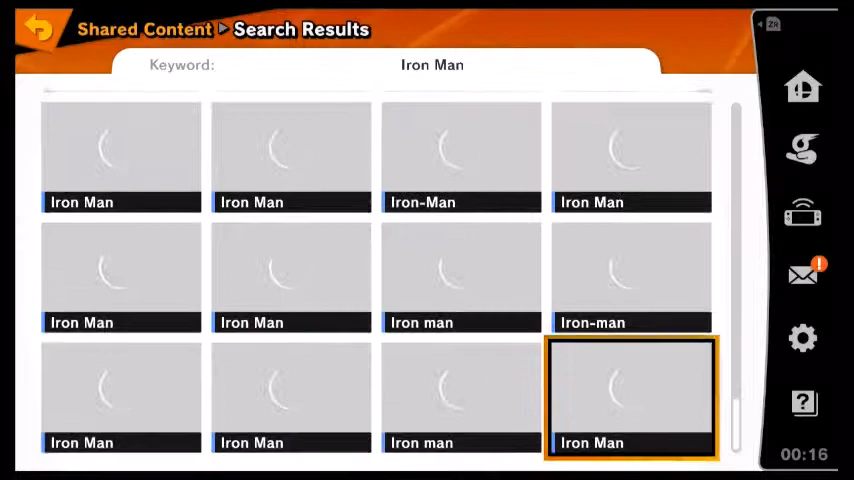 Shared Content ▶ Search Results
ZR
Keyword: Iron Man
Iron Man Iron Man Iron-Man Iron Man
Iron Man Iron Man Iron man Iron-man
Iron Man Iron Man Iron man Iron Man
!
?
00:16